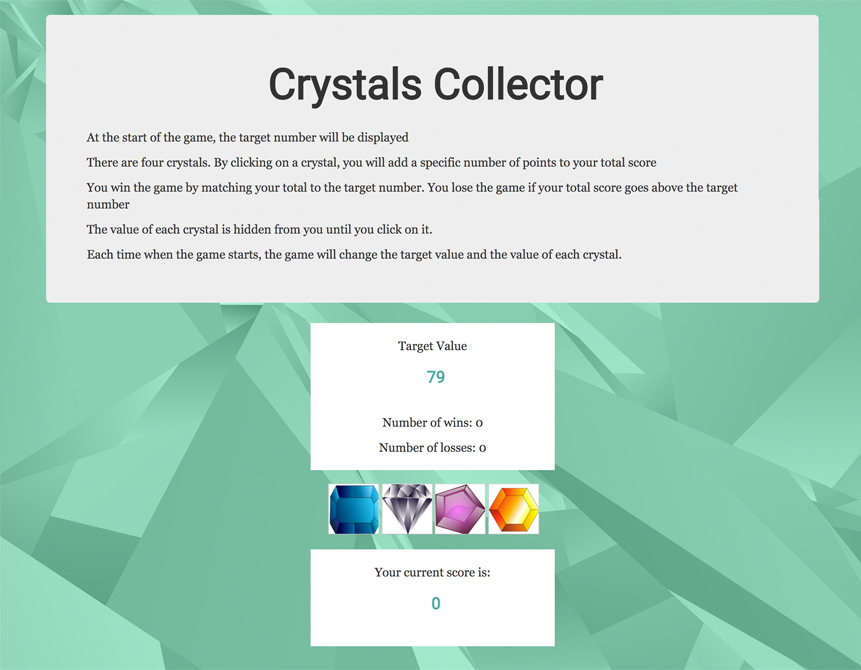 Crystals Collector
At the start of the game, the target number will be displayed
There are four crystals. By clicking on a crystal, you will add a specific number of points to your total score
You win the game by matching your total to the target number. You lose the game if your total score goes above the target
number
The value of each crystal is hidden from you until you click on it.
Each time when the game starts, the game will change the target value and the value of each crystal.
Target Value
79
Number of wins: 0
Number of losses: 0
Your current score is:
0